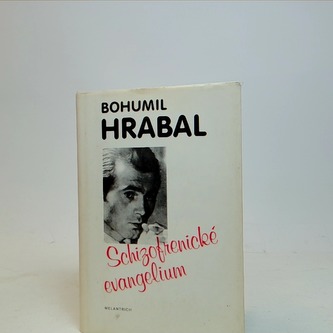 BOHUMIL
HRABAL
Schizofrenické
evangelium
MELANTRICH